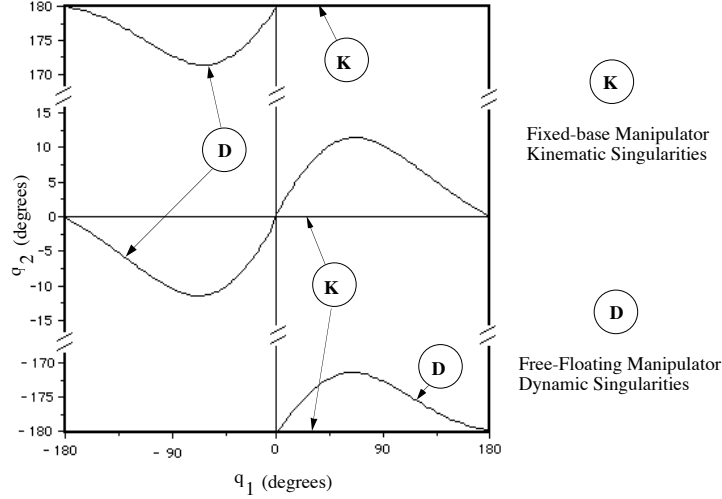 180
175
170
15
10
5
0
-5
-10
-15
- 170
- 175
- 180
- 180
- 90
0
90
180
q2 (degrees)
q1 (degrees)
K
D
K
D
K
Fixed-base Manipulator
Kinematic Singularities
D
Free-Floating Manipulator
Dynamic Singularities